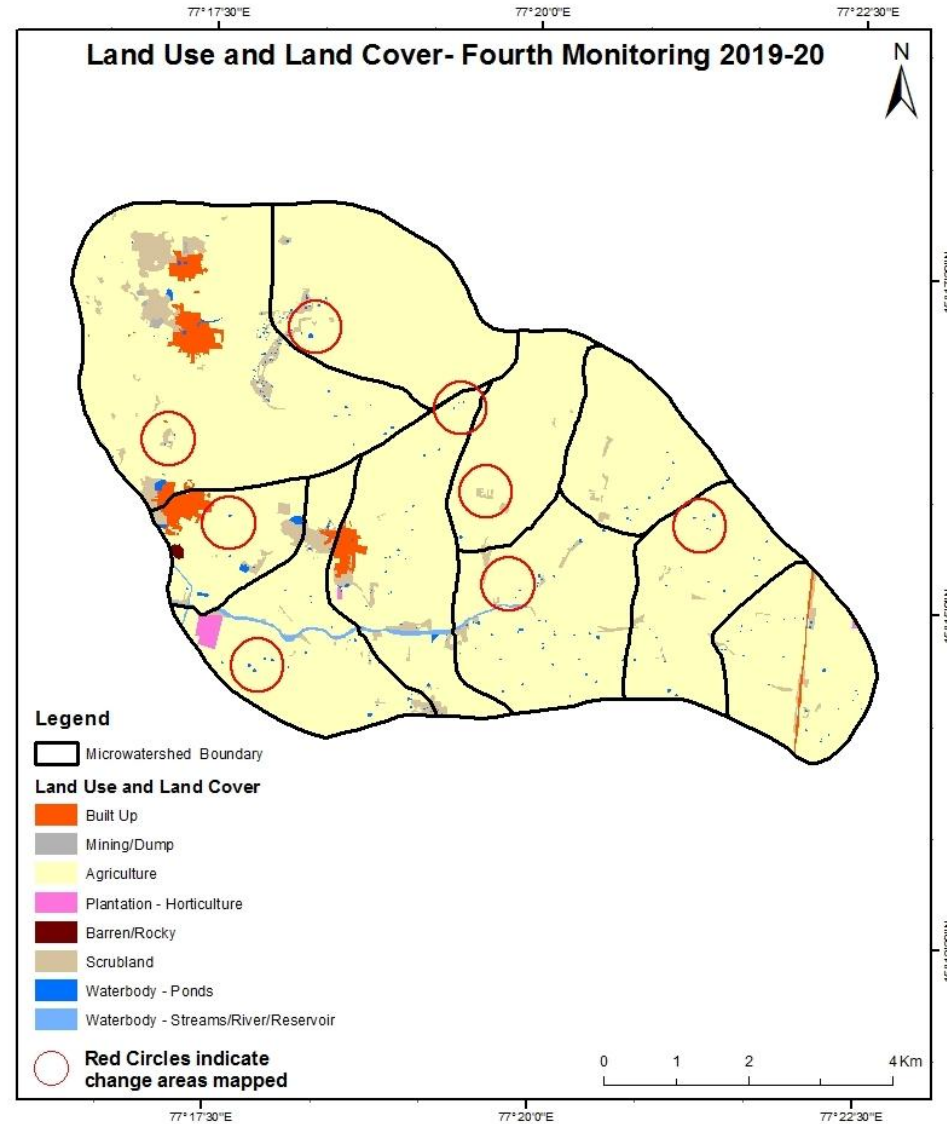 77°17'30"E
77°20'0"E
77°22'30"E
Land Use and Land Cover- Fourth Monitoring 2019-20
N
Legend
Microwatershed Boundary
Land Use and Land Cover
Built Up
Mining/Dump
Agriculture
Plantation - Horticulture
Barren/Rocky
Scrubland
Waterbody - Ponds
Waterbody - Streams/River/Reservoir
Red Circles indicate
change areas mapped
0 1 2 4 Km
77°17'30"E
77°20'0"E
77°22'30"E